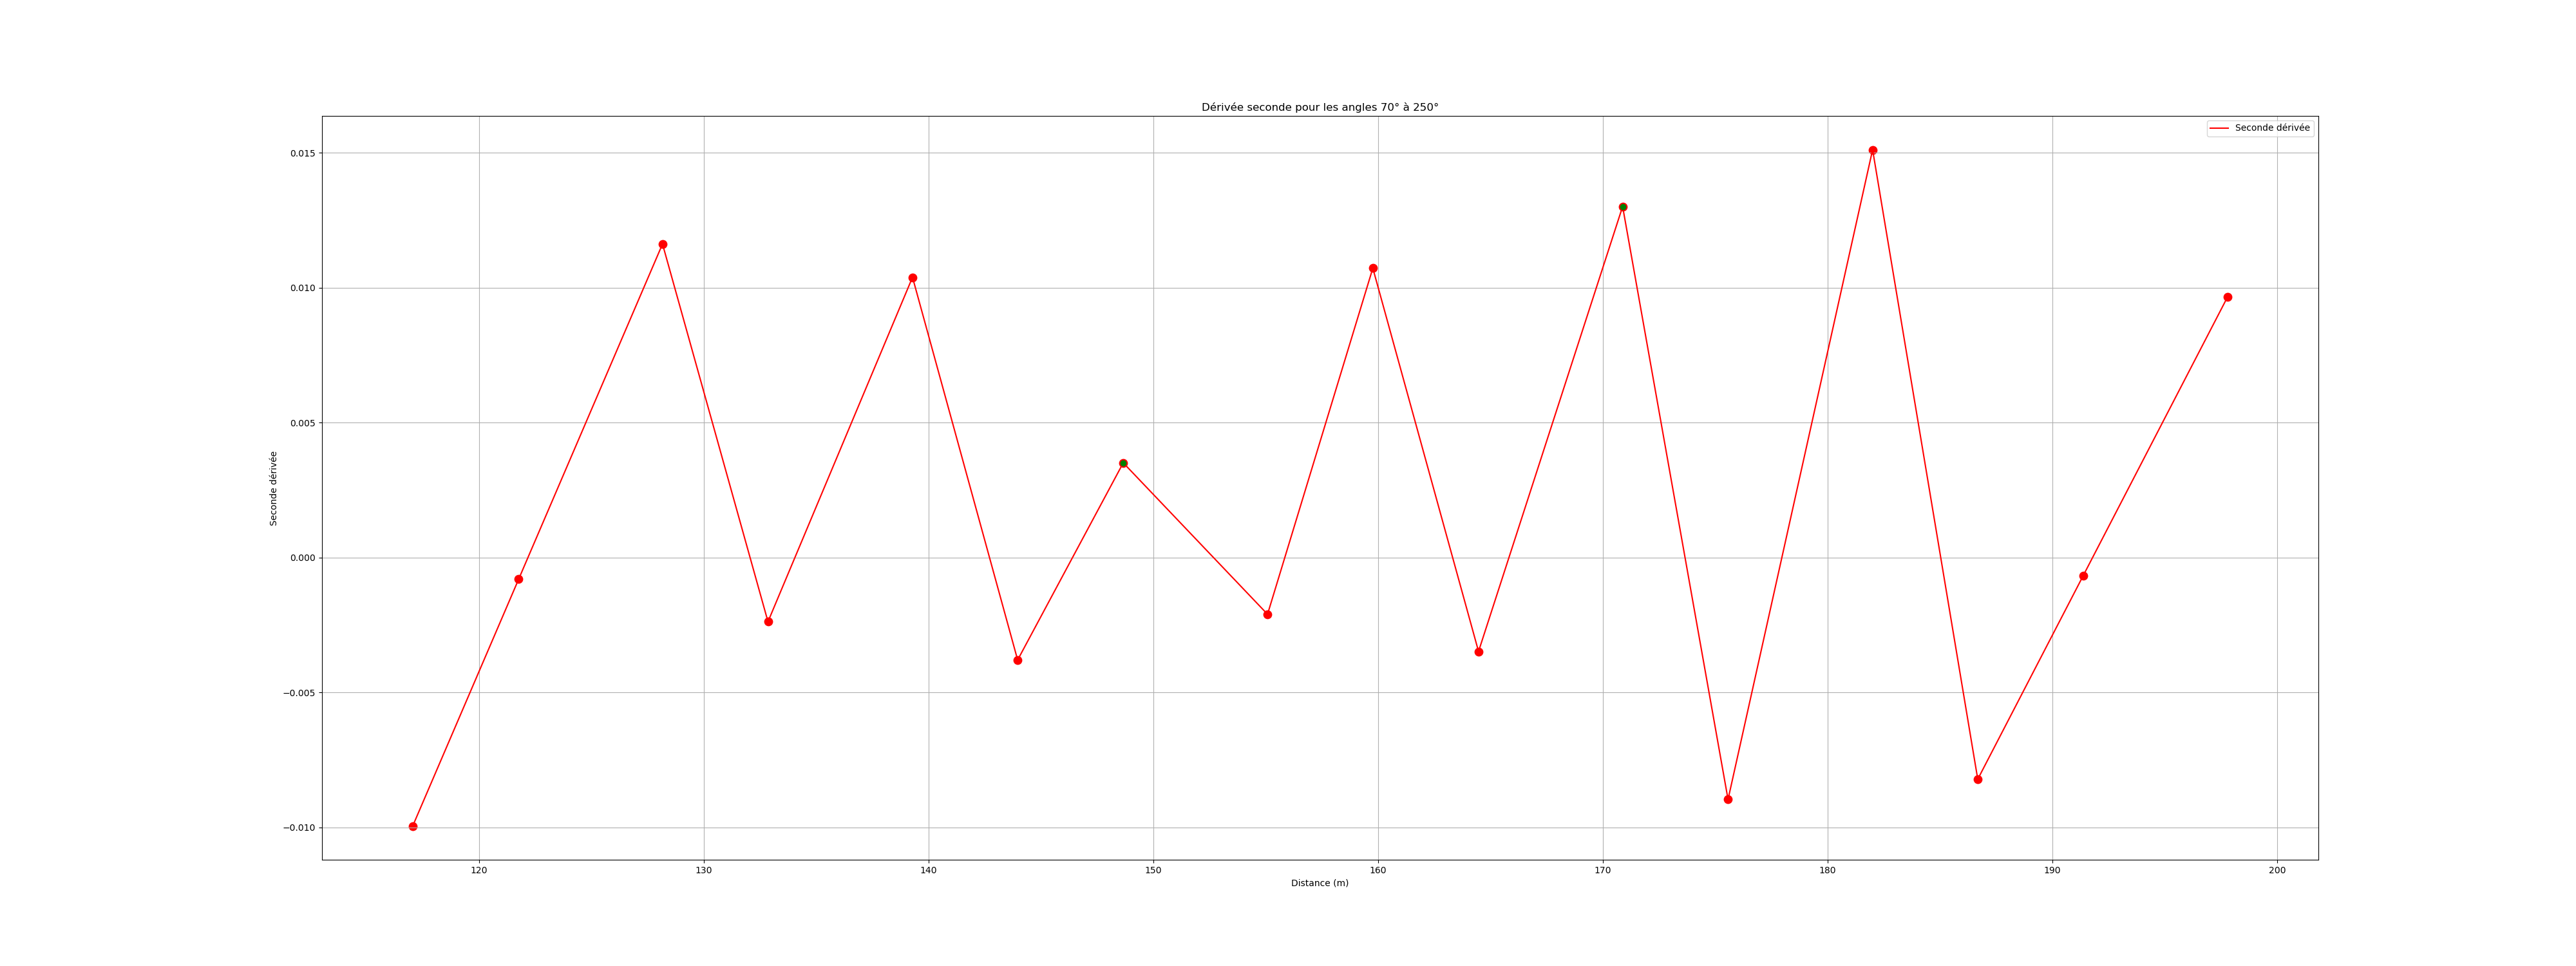 Dérivée seconde pour les angles 70° à 250°
Seconde dérivée
0.015
0.010
0.005
0.000
−0.005
−0.010
Seconde dérivée
120 130 140 150 160 170 180 190 200
Distance (m)